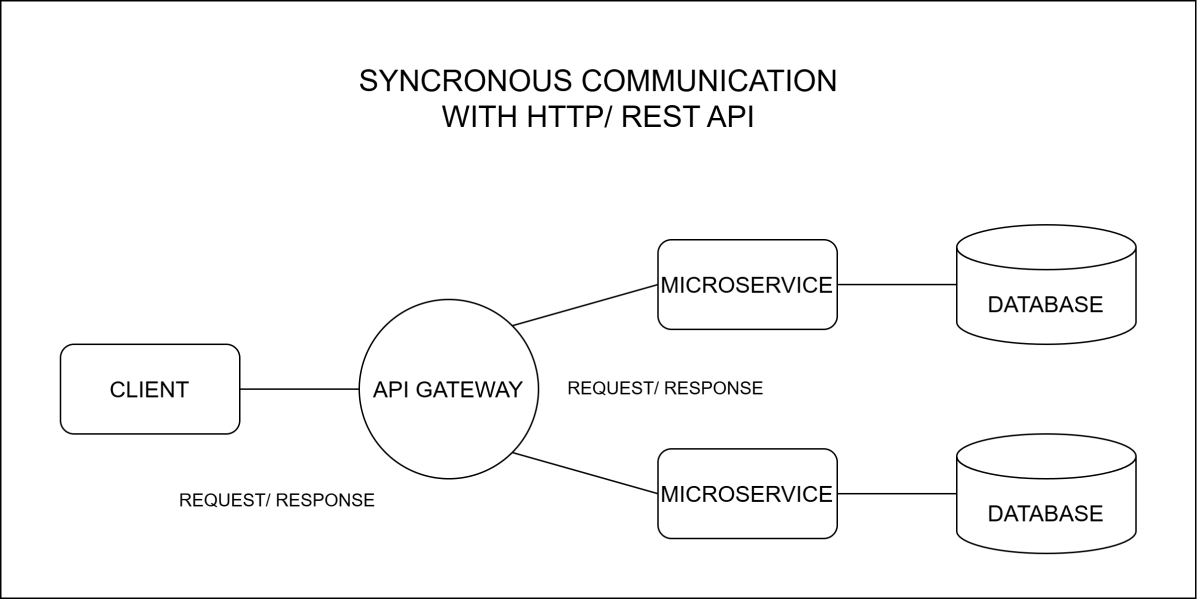 SYNCRONOUS COMMUNICATION
WITH HTTP/ REST API
MICROSERVICE
DATABASE
CLIENT
API GATEWAY
REQUEST/ RESPONSE
REQUEST/ RESPONSE
MICROSERVICE
DATABASE